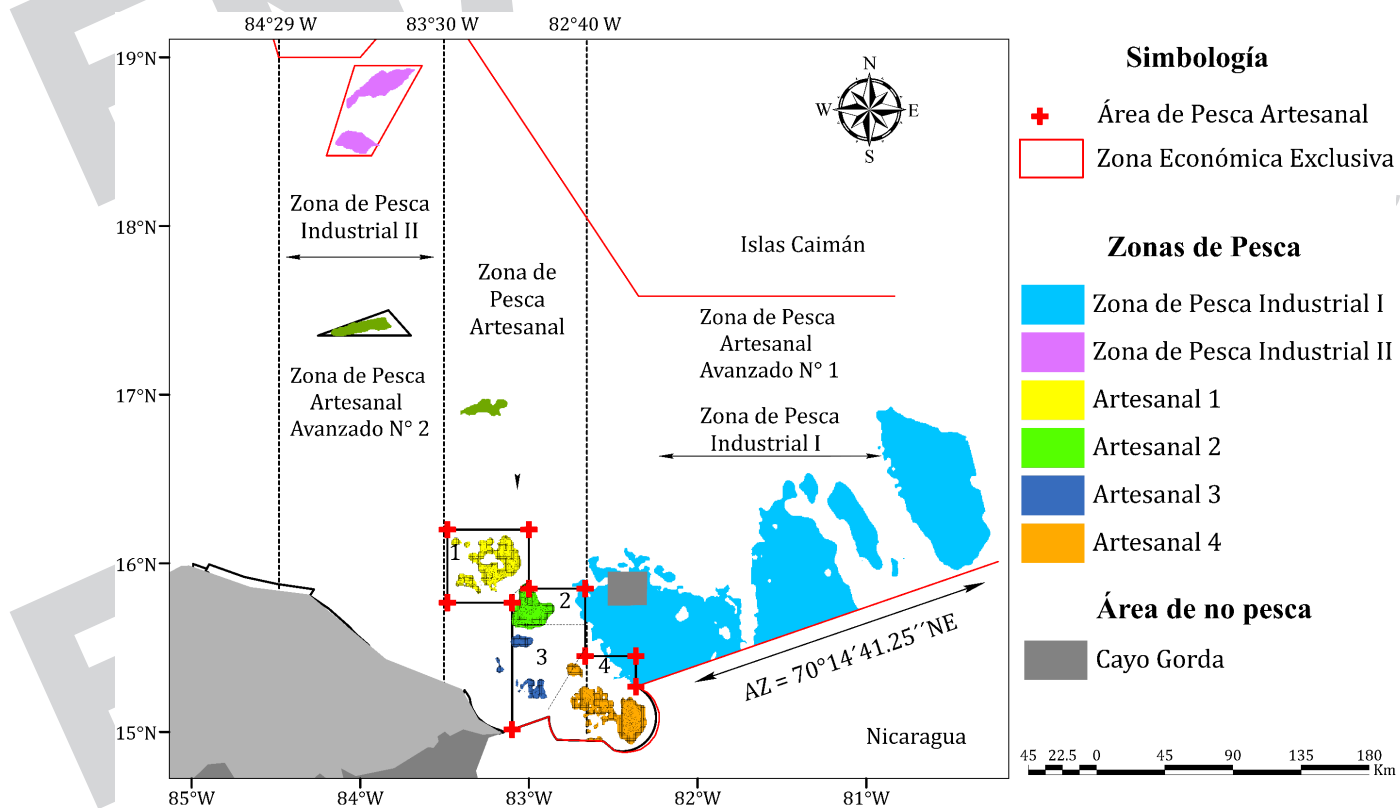 84°29 W
83°30 W
82°40 W
19°N
18°N
17°N
16°N
15°N
85°W
84°W
83°W
82°W
81°W
N
W
E
S
Zona de Pesca
Industrial II
Zona de
Pesca
Artesanal
Islas Caimán
Zona de Pesca
Artesanal
Avanzado N° 1
Zona de Pesca
Artesanal
Avanzado N° 2
Zona de Pesca
Industrial I
1
2
3
4
AZ = 70°14´41.25´´NE
Nicaragua
Simbología
Área de Pesca Artesanal
Zona Económica Exclusiva
Zonas de Pesca
Zona de Pesca Industrial I
Zona de Pesca Industrial II
Artesanal 1
Artesanal 2
Artesanal 3
Artesanal 4
Área de no pesca
Cayo Gorda
45 22.5 0 45 90 135 180
Km